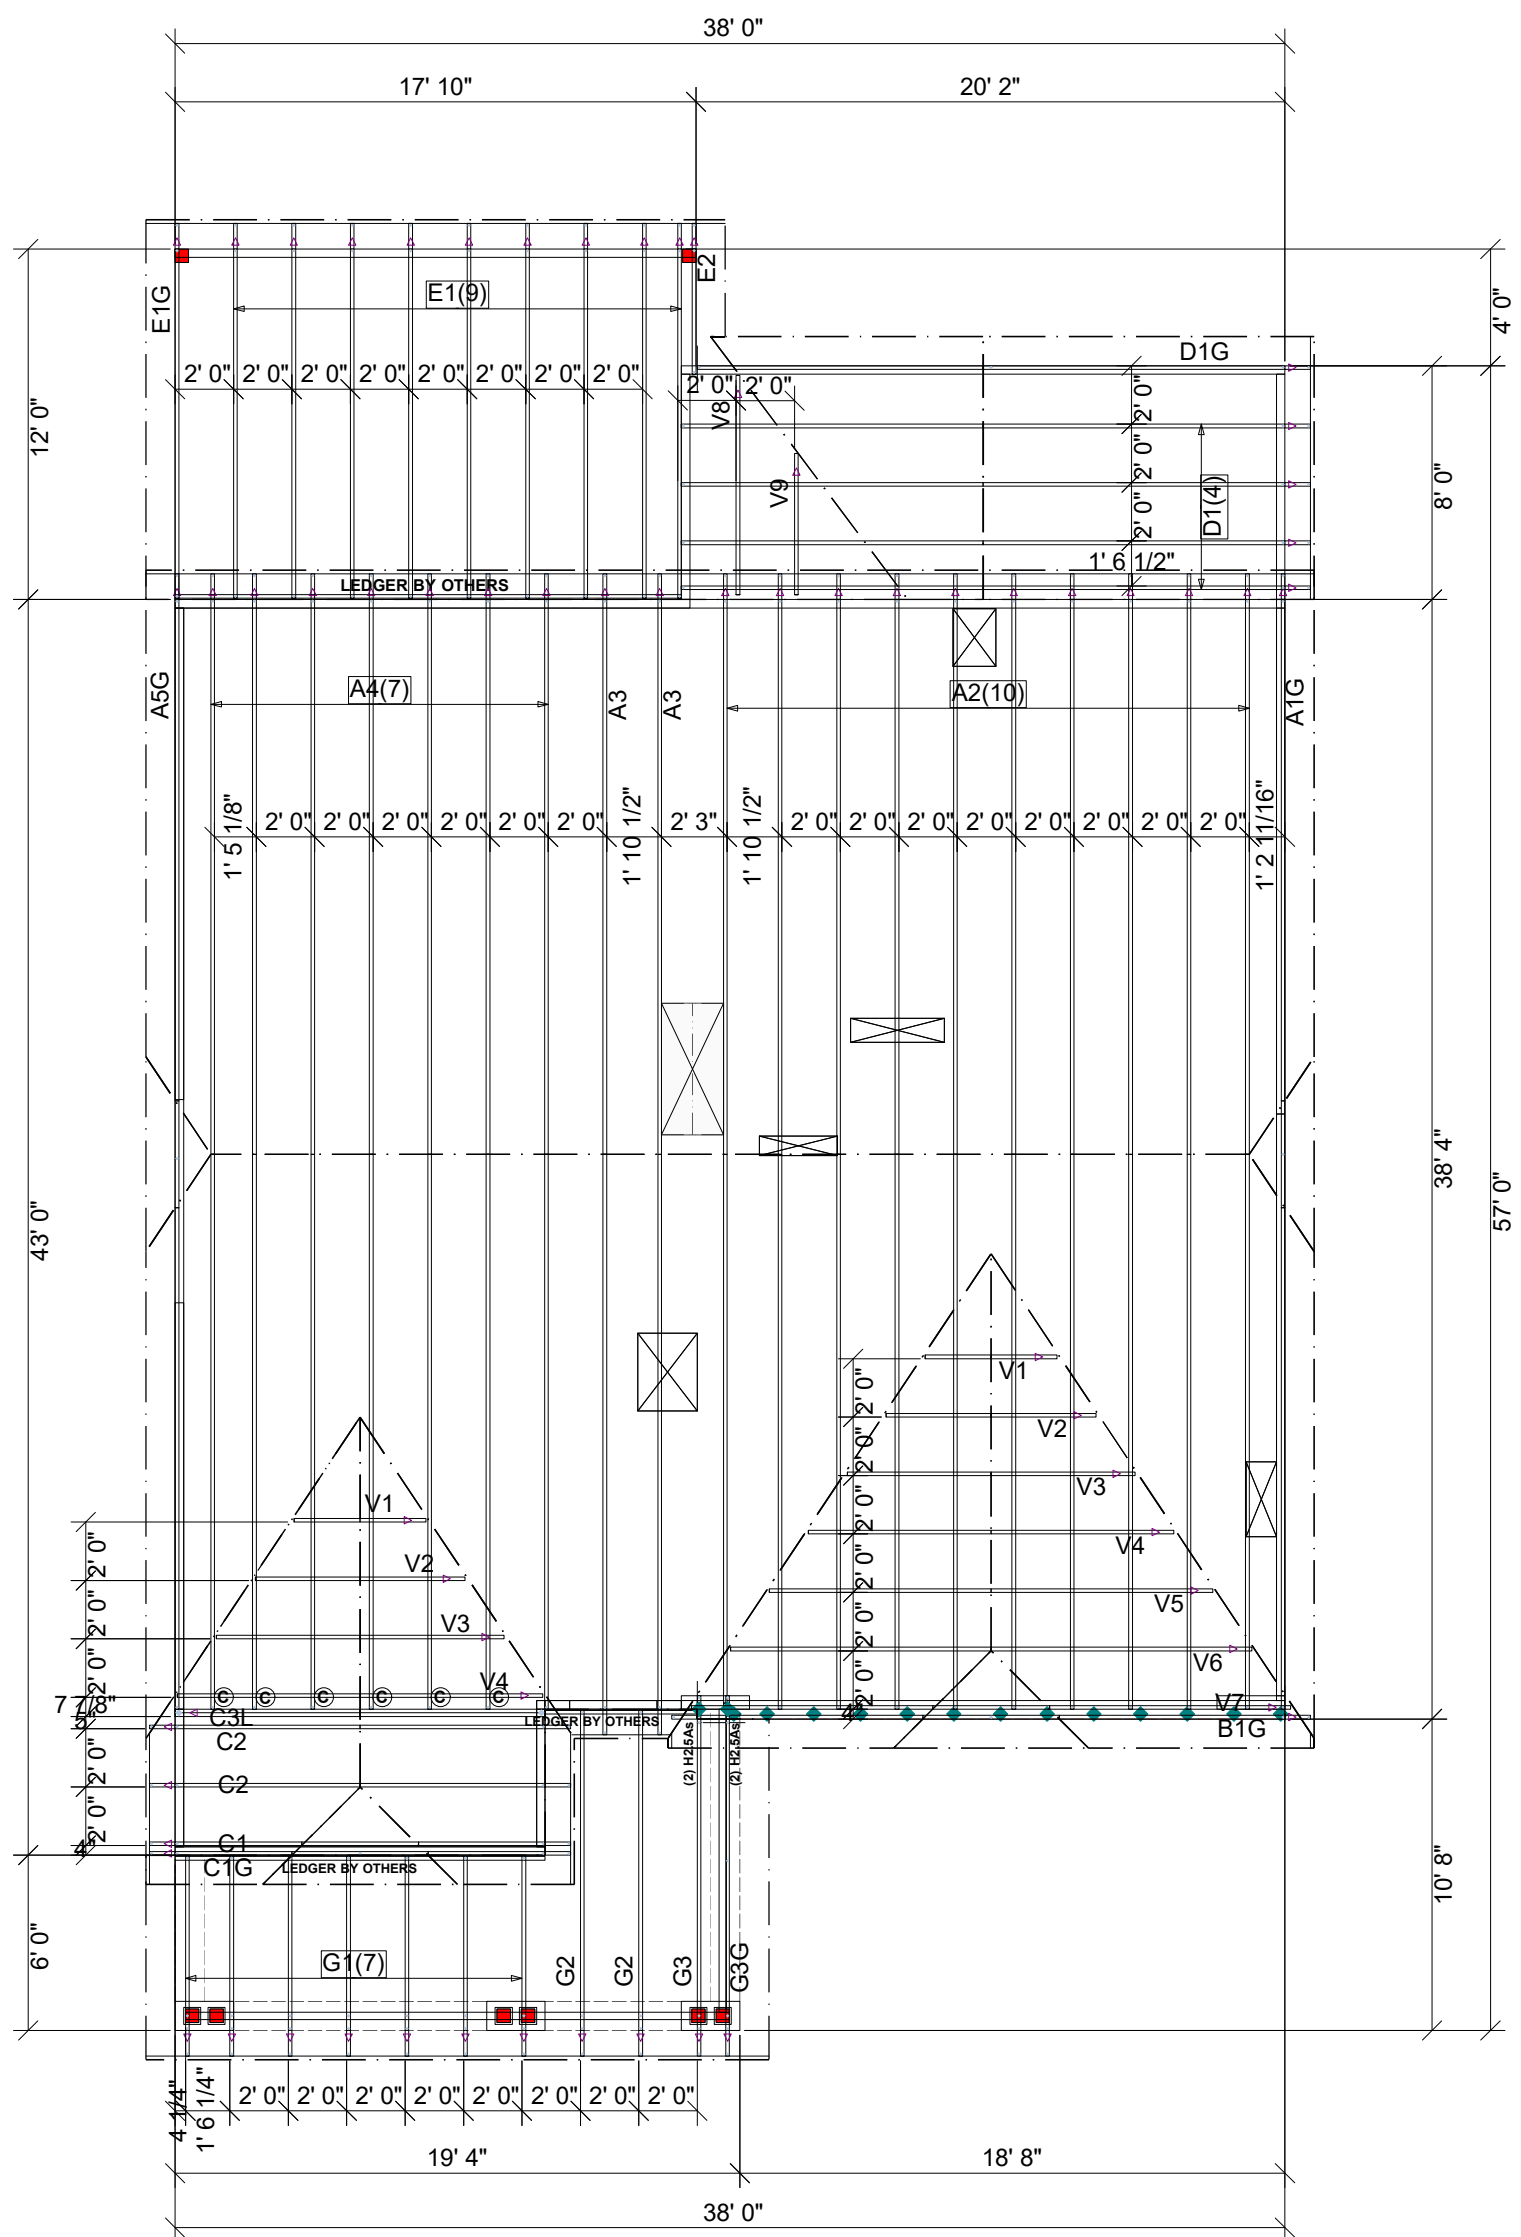 38' 0"
17' 10" 20' 2"
E1G E1(9) E2 4' 0"
D1G
2' 0" 2' 0" 2' 0" 2' 0" 2' 0" 2' 0" 2' 0" 2' 0" 2' 0" 2' 0" 2' 0"
12' 0" V8 2' 0" 8' 0"
V9 D1(4)
2' 0"
1' 6 1/2"
LEDGER BY OTHERS
A5G A4(7) A3 A3 A2(10) A1G
1' 5 1/8" 2' 0" 2' 0" 2' 0" 2' 0" 2' 0" 2' 0" 1' 10 1/2" 2' 3" 1' 10 1/2" 2' 0" 2' 0" 2' 0" 2' 0" 2' 0" 2' 0" 2' 0" 2' 0" 1' 2 11/16"
43' 0" 38' 4" 57' 0"
V1
2' 0"
V2
2' 0"
V3
2' 0"
V1 V4
2' 0" 2' 0"
V2 V5
2' 0" 2' 0"
V3 V6
2' 0" 2' 0"
V4 V7
C C C C C C
7 7/8" C3L 4"
5" LEDGER BY OTHERS B1G
C2
(2) H2.5As (2) H2.5As
2' 0" C2
2' 0" C1
4" C1G LEDGER BY OTHERS
10' 8"
6' 0" G1(7) G2 G2 G3 G3G
4 1/4" 1' 6 1/4" 2' 0" 2' 0" 2' 0" 2' 0" 2' 0" 2' 0" 2' 0" 2' 0"
19' 4" 18' 8"
38' 0"